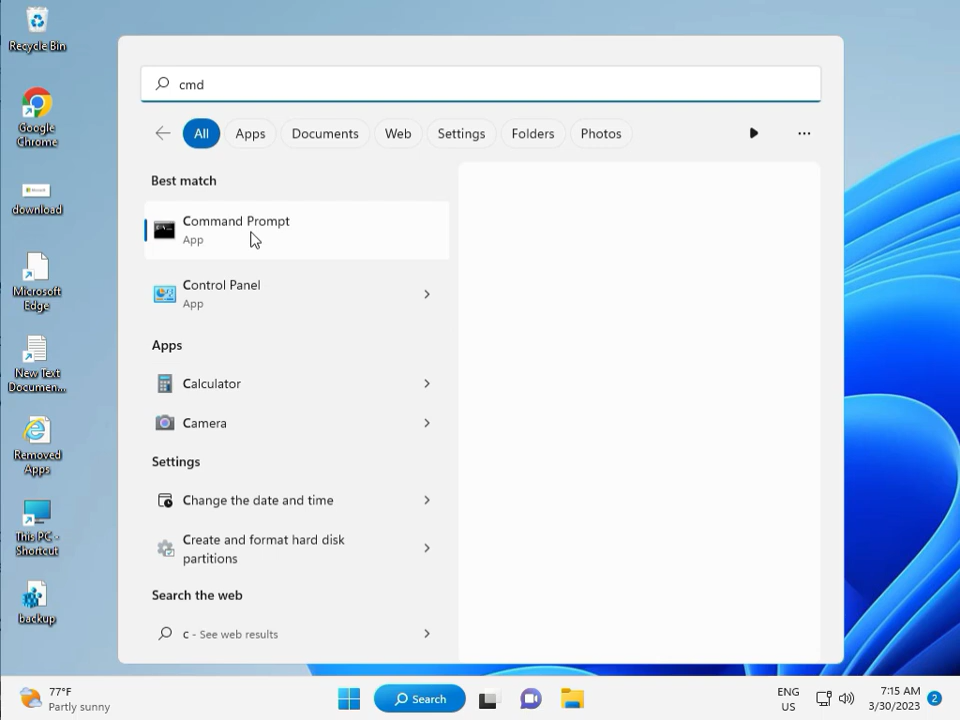 Recycle Bin
Google
Chrome
download
Microsoft
Edge
New Text
Documen...
Removed
Apps
This PC -
Shortcut
backup
cmd
All
Apps
Documents
Web
Settings
Folders
Photos
Best match
Command Prompt
App
Control Panel
App
Apps
Calculator
Camera
Settings
Change the date and time
Create and format hard disk
partitions
Search the web
c - See web results
77°F
Partly sunny
Search
ENG
US
7:15 AM
3/30/2023
2